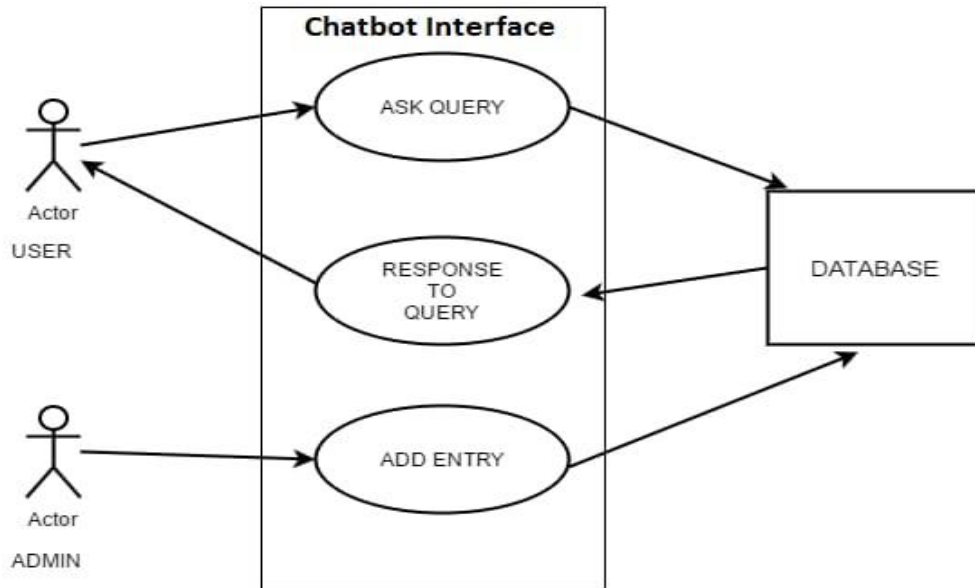 Chatbot Interface
ASK QUERY
Actor
USER
RESPONSE
TO
QUERY
DATABASE
ADD ENTRY
Actor
ADMIN